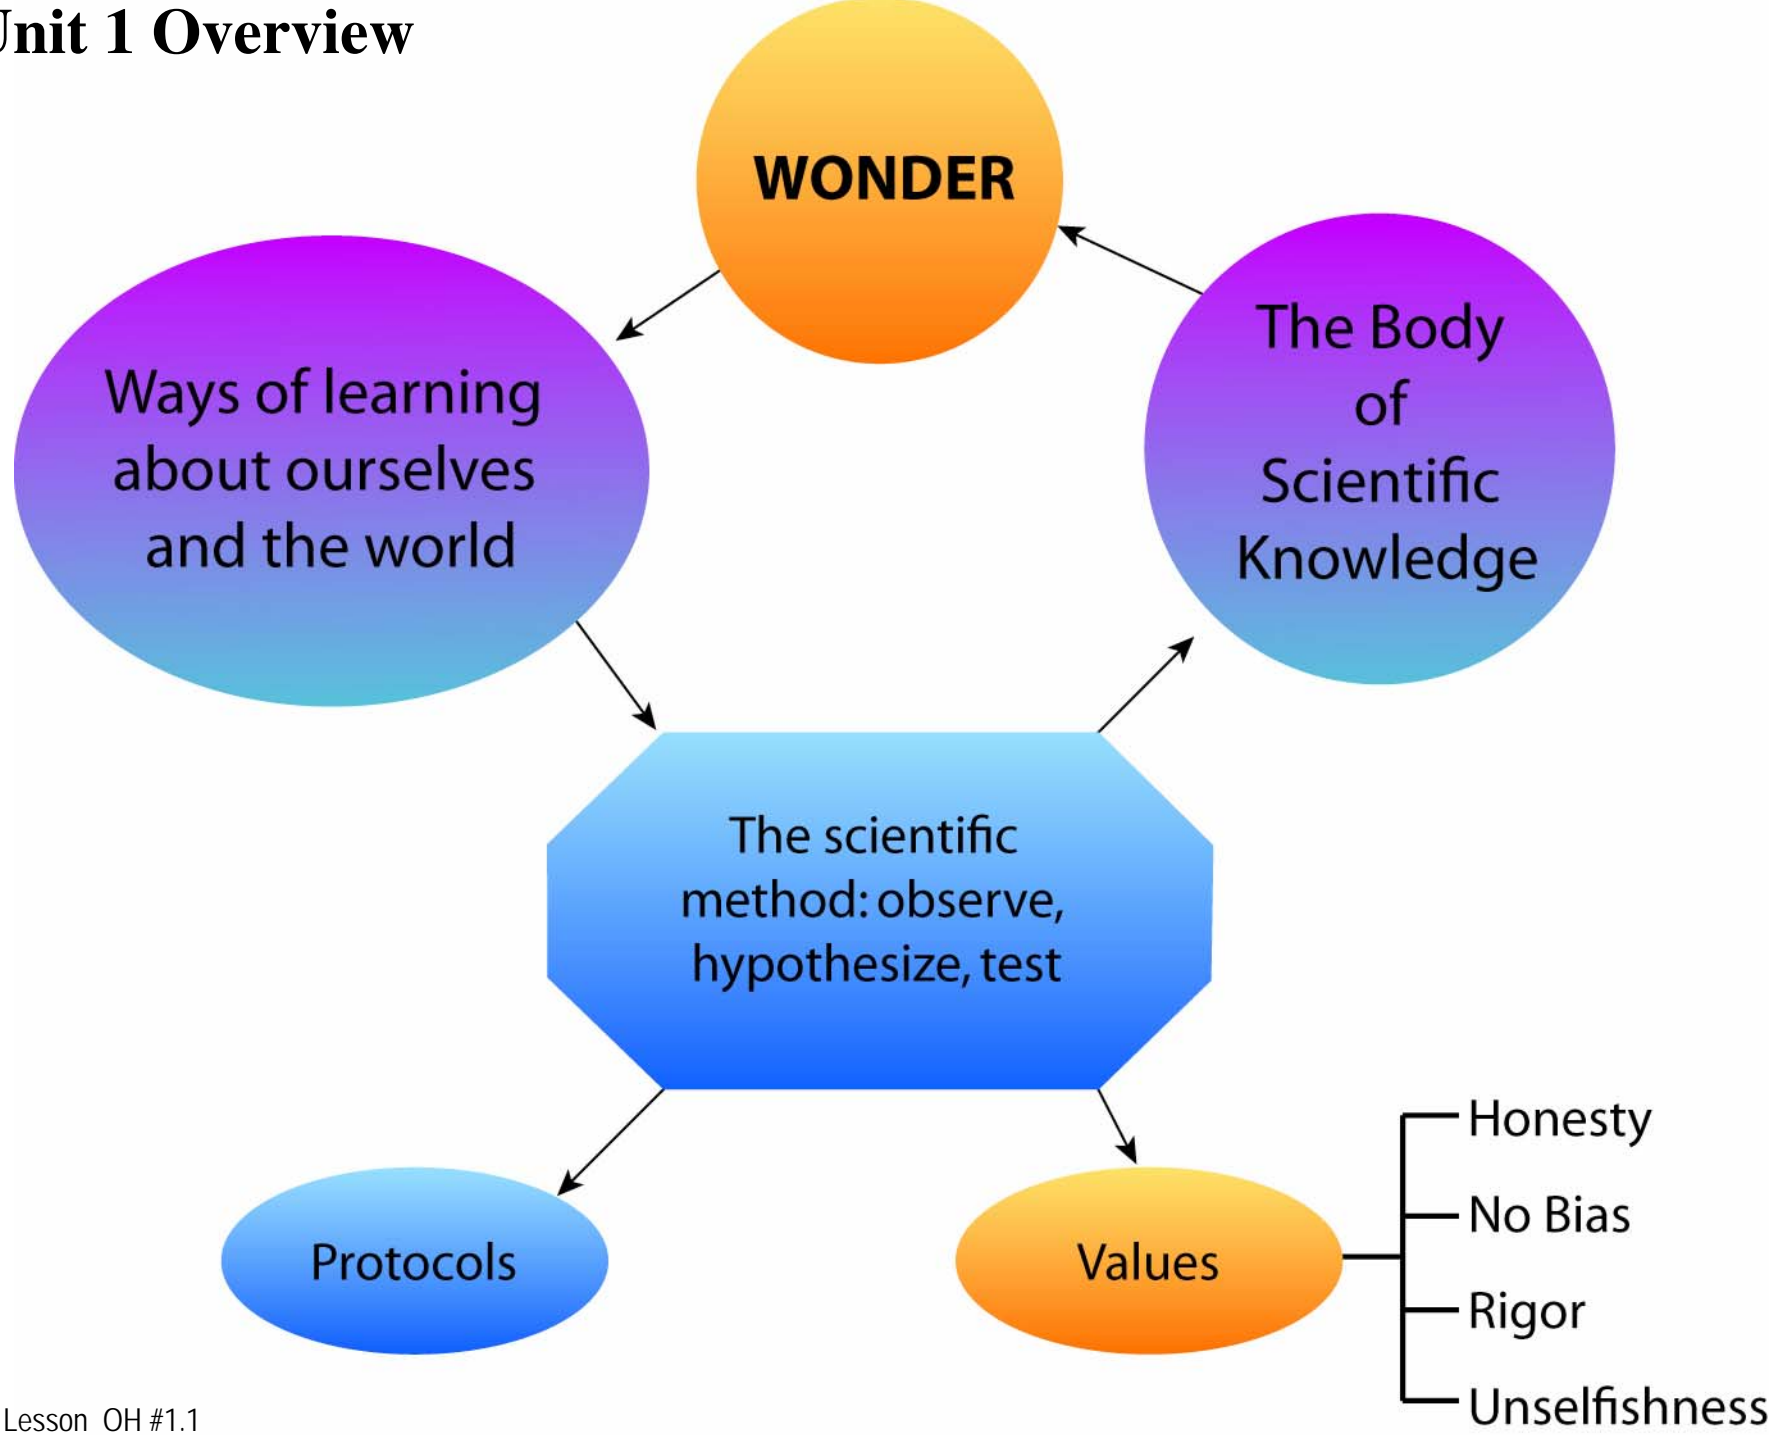 Unit 1 Overview
WONDER
Ways of learning
about ourselves
and the world
The Body
of
Scientific
Knowledge
The scientific
method: observe,
hypothesize, test
Protocols
Values
Honesty
No Bias
Rigor
Unselfishness
Lesson OH #1.1